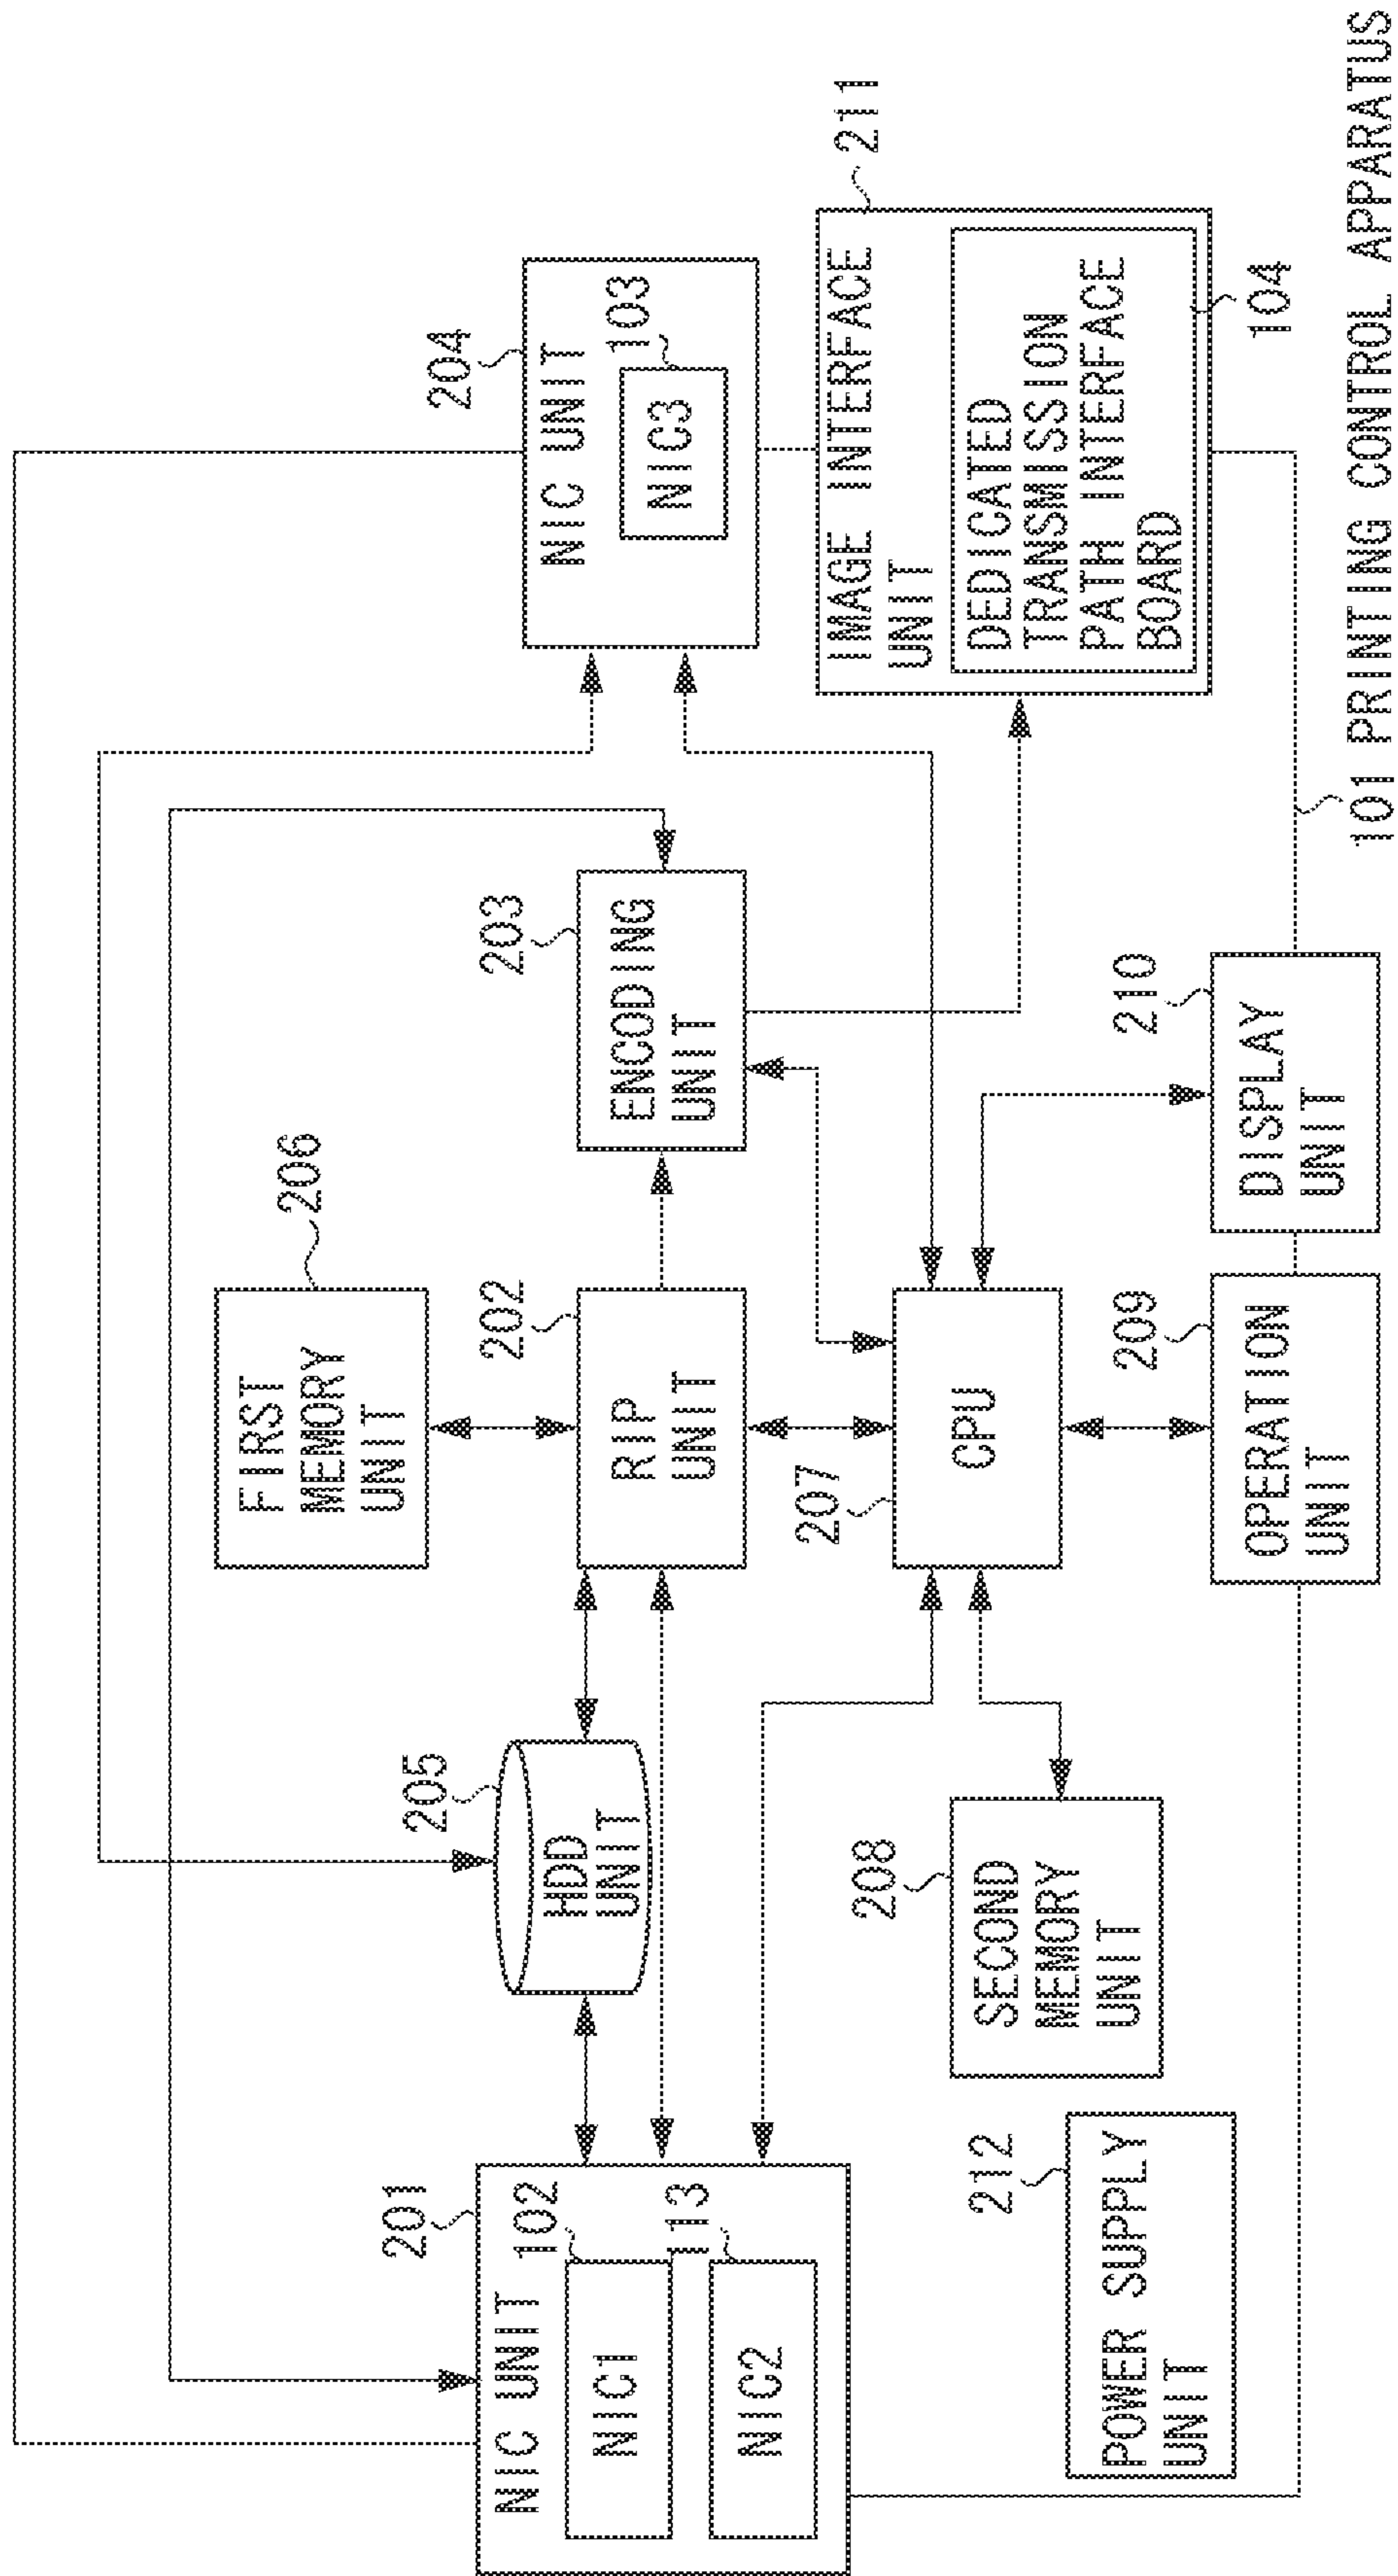 204
NIC UNIT
103
NIC3
211
IMAGE INTERFACE
UNIT
DEDICATED
TRANSMISSION
PATH INTERFACE
BOARD
104
101 PRINTING CONTROL APPARATUS
203
ENCODING
UNIT
210
DISPLAY
UNIT
206
FIRST
MEMORY
UNIT
202
RIP
UNIT
207
CPU
209
OPERATION
UNIT
205
HDD
UNIT
208
SECOND
MEMORY
UNIT
201
NIC UNIT
102
NIC1
113
NIC2
212
POWER SUPPLY
UNIT